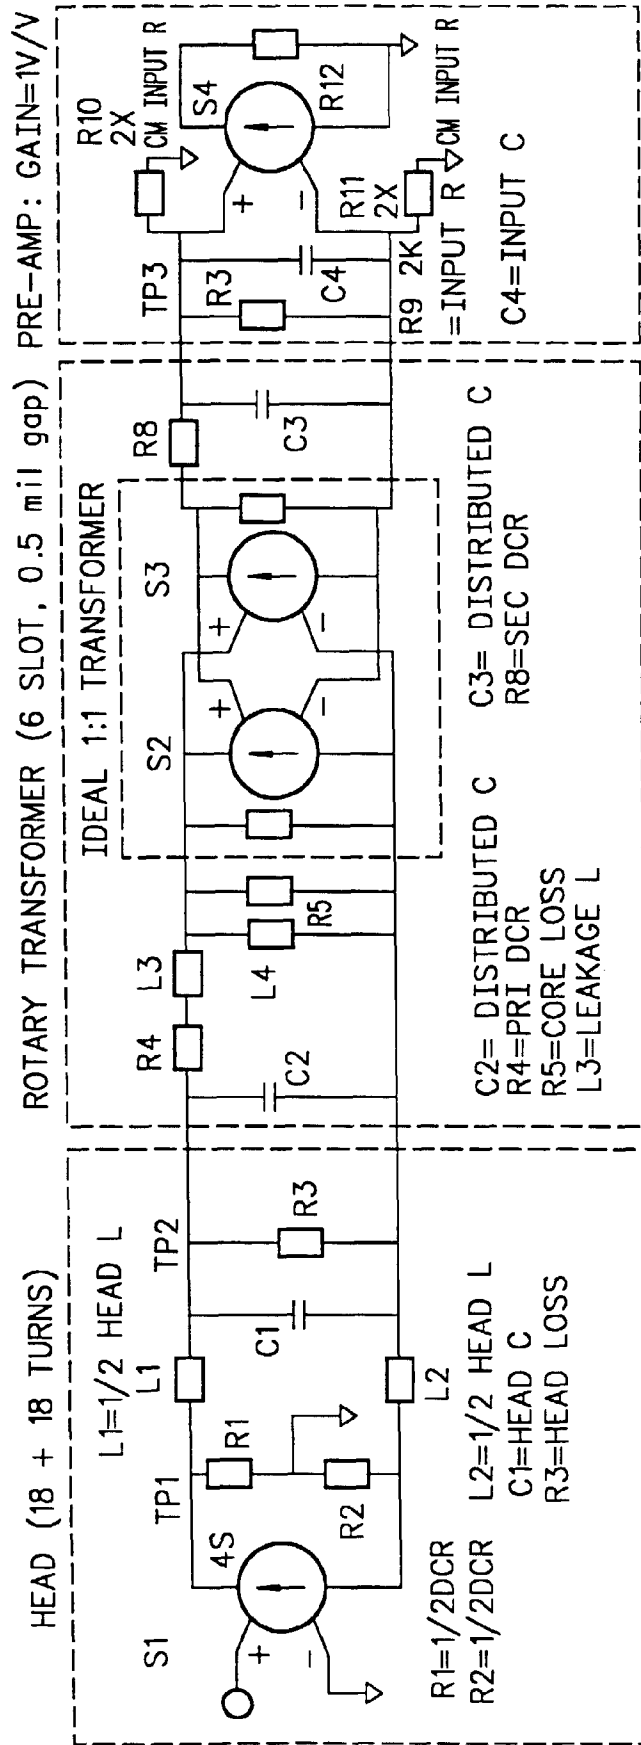 HEAD (18 + 18 TURNS)
ROTARY TRANSFORMER (6 SLOT, 0.5 mil gap)
PRE-AMP: GAIN=1V/V
S1
+
-
4S
TP1
R1
R2
L1=1/2 HEAD L
L1
L2
C1
TP2
R3
R1=1/2DCR
R2=1/2DCR
L2=1/2 HEAD L
C1=HEAD C
R3=HEAD LOSS
C2
R4
L3
L4
R5
IDEAL 1:1 TRANSFORMER
S2
+
-
S3
+
-
R8
C3
C2= DISTRIBUTED C
R4=PRI DCR
R5=CORE LOSS
L3=LEAKAGE L
C3= DISTRIBUTED C
R8=SEC DCR
TP3
R3
C4
R10
2X
CM INPUT R
S4
+
-
R12
R11
2X
CM INPUT R
R9 2K
=INPUT R
C4=INPUT C